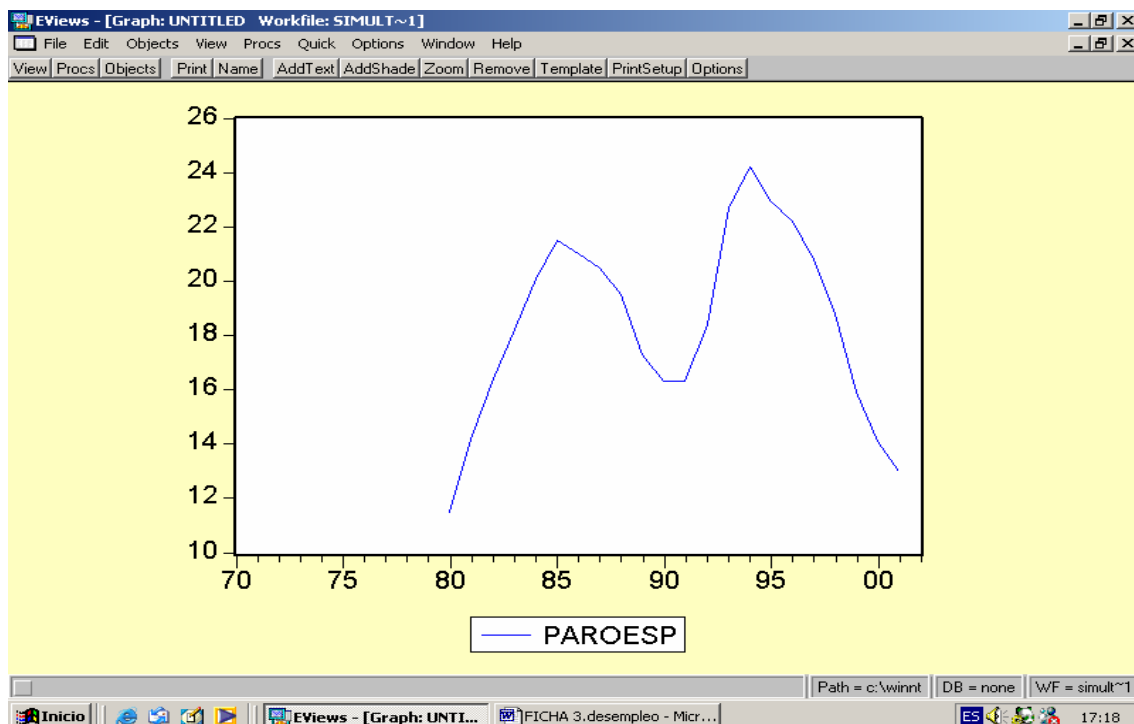 EViews - [Graph: UNTITLED Workfile: SIMULT~1]
File Edit Objects View Procs Quick Options Window Help
View Procs Objects Print Name AddText AddShade Zoom Remove Template PrintSetup Options
26
24
22
20
18
16
14
12
10
70 75 80 85 90 95 00
PAROESP
Path = c:\winnt DB = none WF = simult~1
Inicio EViews - [Graph: UNTI... FICHA 3.desempleo - Micr... ES 17:18